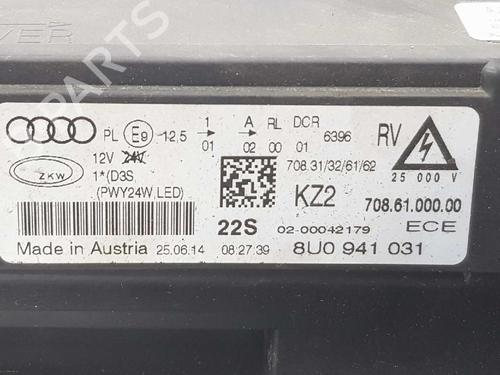 PARTS
PL E9 12,5 1 A RL DCR 6396 RV
01 02 00 01
12V 24V
ZKW
1*(D3S,
(PWY24W,LED)
708.31/32/61/62
25 000 V
KZ2 708.61.000.00
22S 02-00042179 ECE
Made in Austria 25.06.14 08:27:39 8U0 941 031